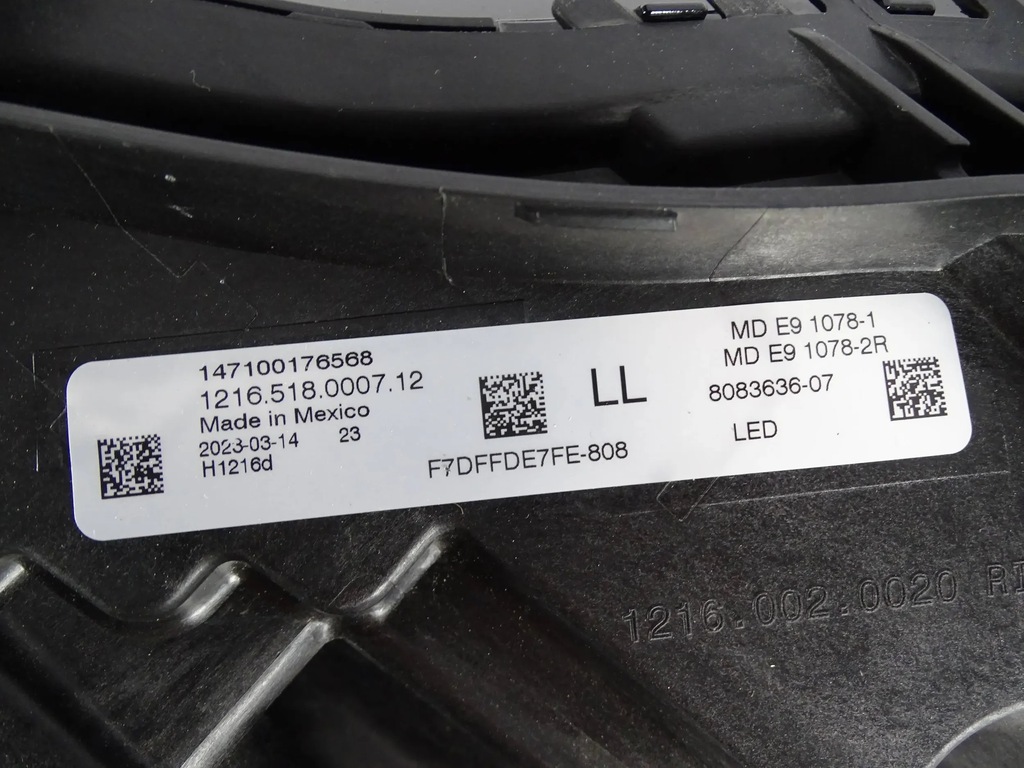 147100176568
1216.518.0007.12
Made in Mexico
2023-03-14 23
H1216d
F7DFFDE7FE-808
LL
MD E9 1078-1
MD E9 1078-2R
8083636-07
LED
1216.002.0020 RI